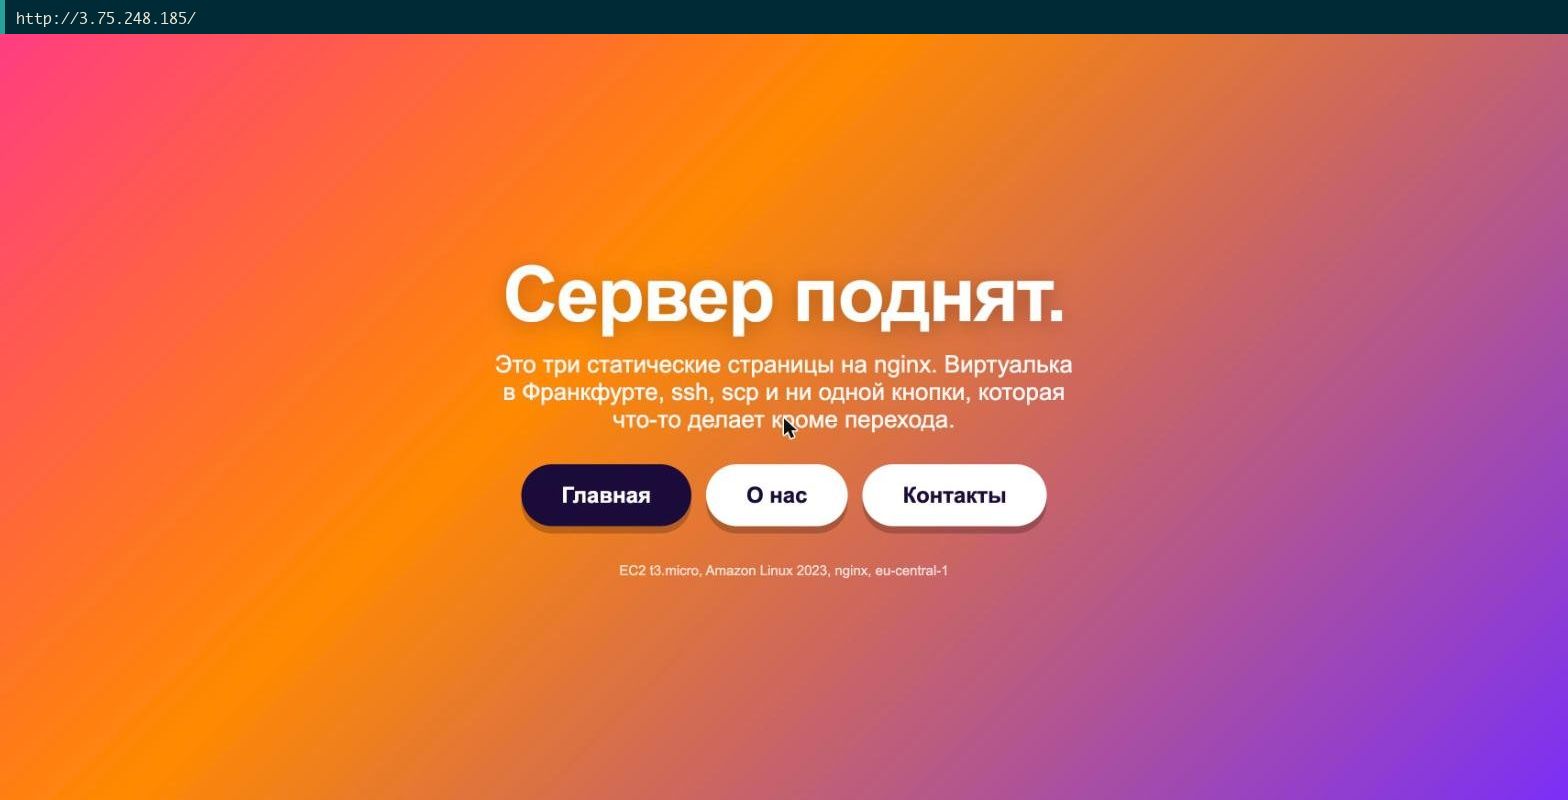 http://3.75.248.185/
Сервер поднят.
Это три статические страницы на nginx. Виртуалька
в Франкфурте, ssh, scp и ни одной кнопки, которая
что-то делает кроме перехода.
Главная
О нас
Контакты
EC2 t3.micro, Amazon Linux 2023, nginx, eu-central-1